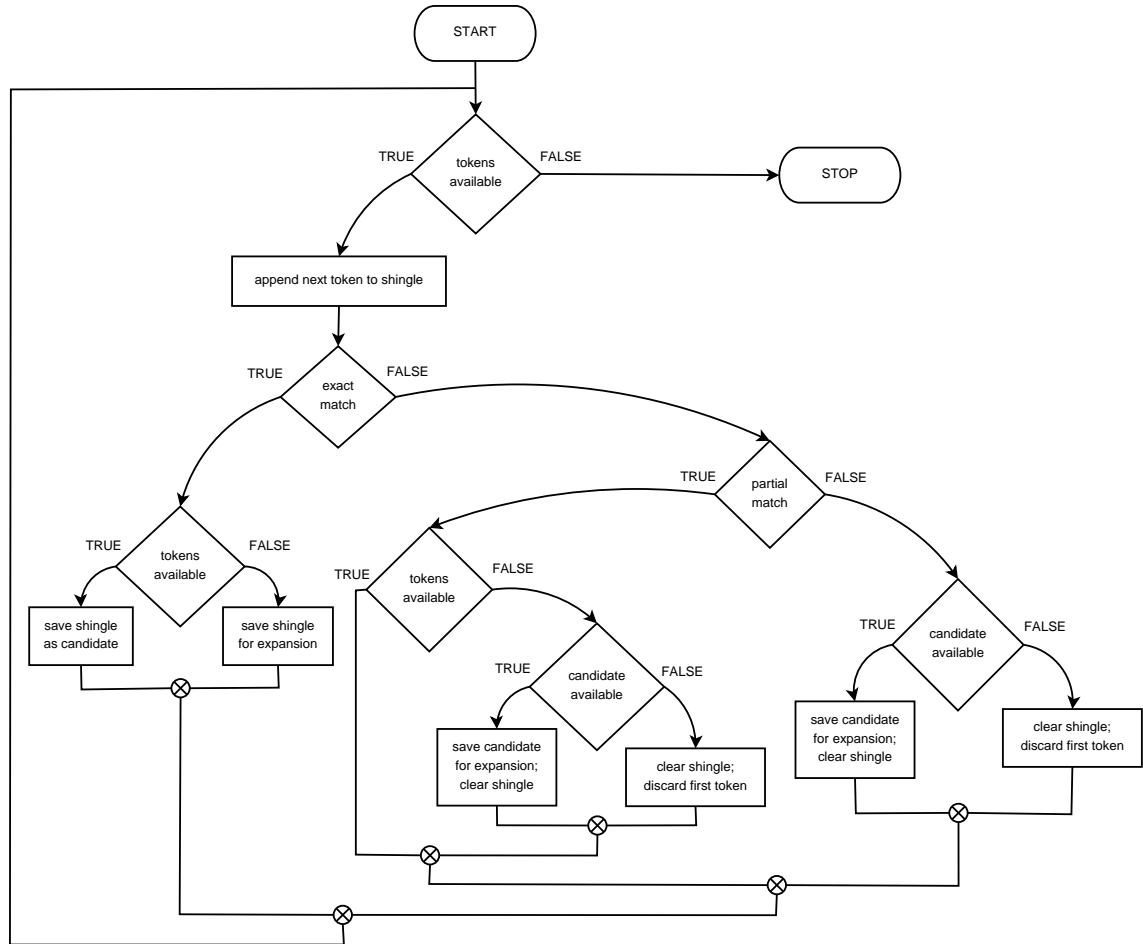 START
TRUE
FALSE
tokens
available
STOP
append next token to shingle
TRUE
FALSE
exact
match
TRUE
FALSE
partial
match
TRUE
FALSE
tokens
available
TRUE
FALSE
tokens
available
save shingle
as candidate
save shingle
for expansion
TRUE
FALSE
candidate
available
TRUE
FALSE
candidate
available
save candidate
for expansion;
clear shingle
clear shingle;
discard first token
save candidate
for expansion;
clear shingle
clear shingle;
discard first token